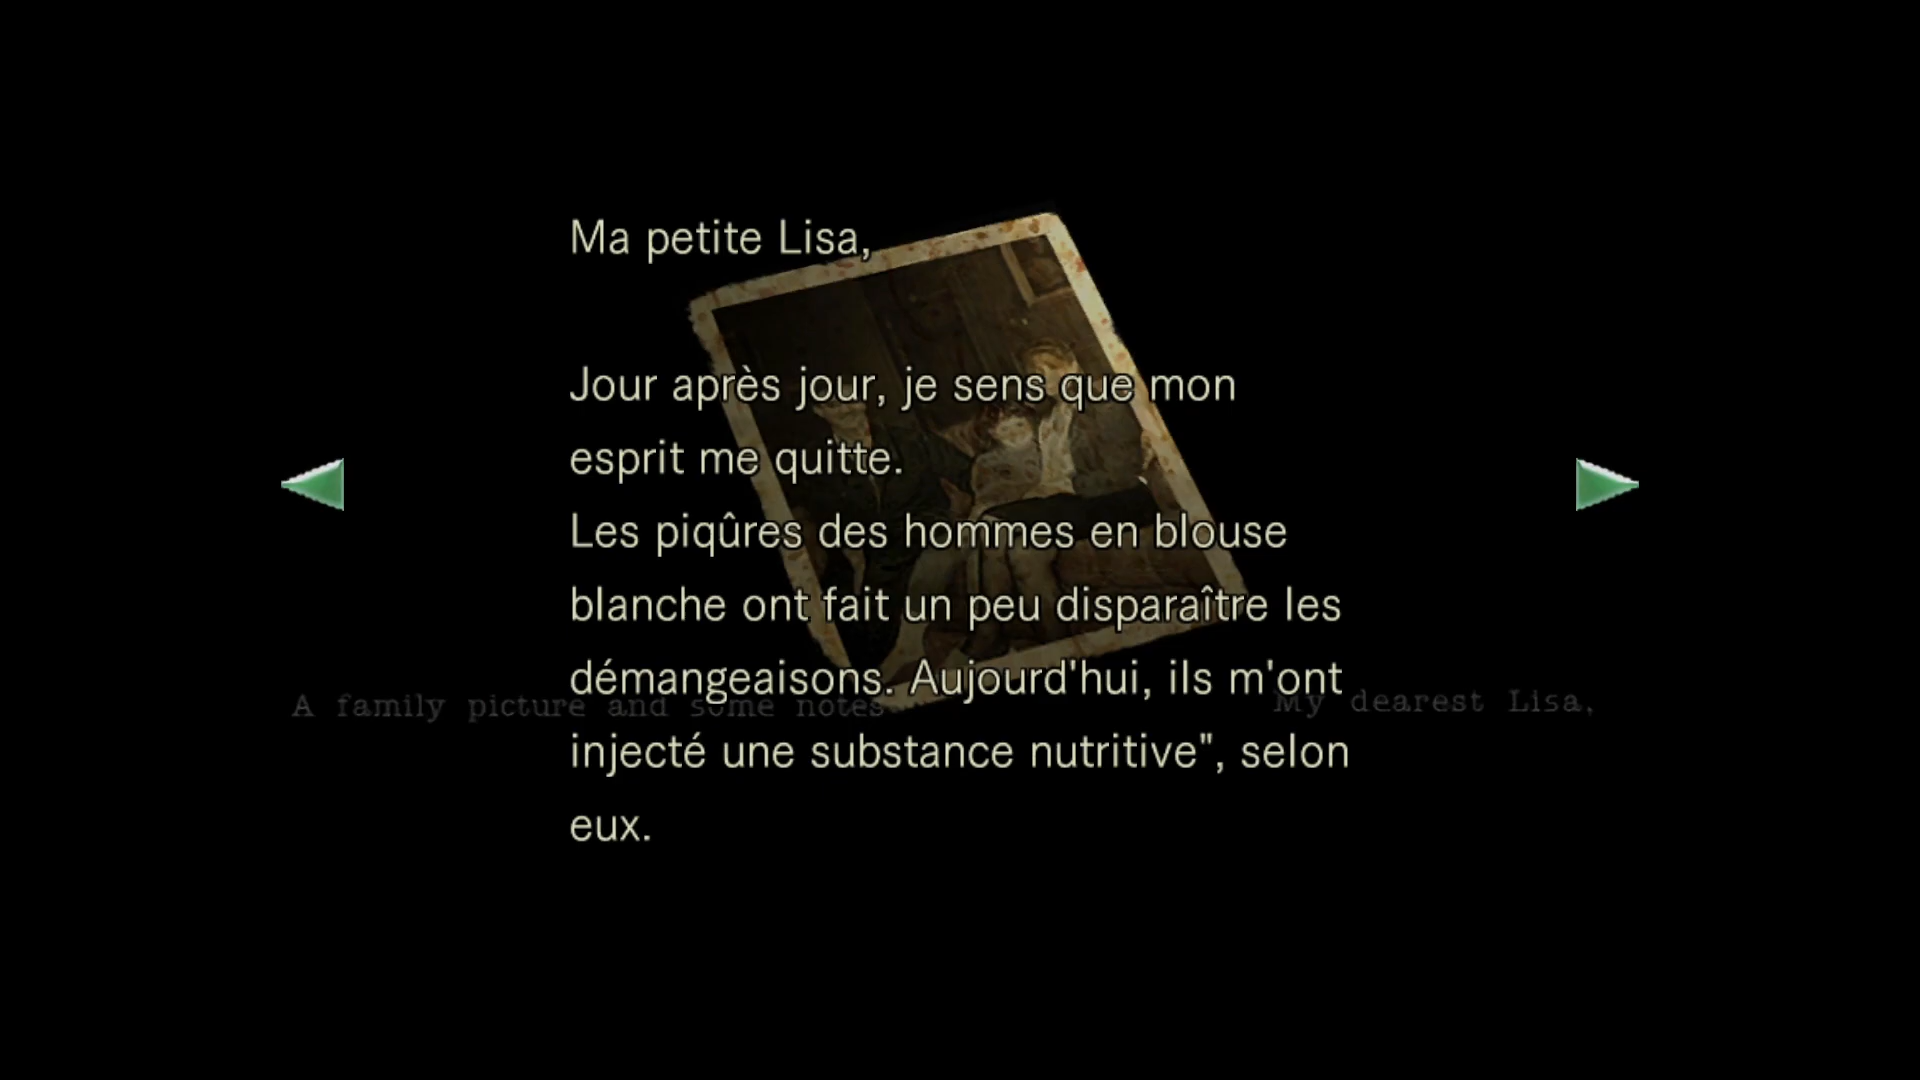 Ma petite Lisa,
Jour après jour, je sens que mon
esprit me quitte.
Les piqûres des hommes en blouse
blanche ont fait un peu disparaître les
démangeaisons. Aujourd'hui, ils m'ont
A family picture and some notes
My dearest Lisa,
injecté une substance nutritive", selon
eux.